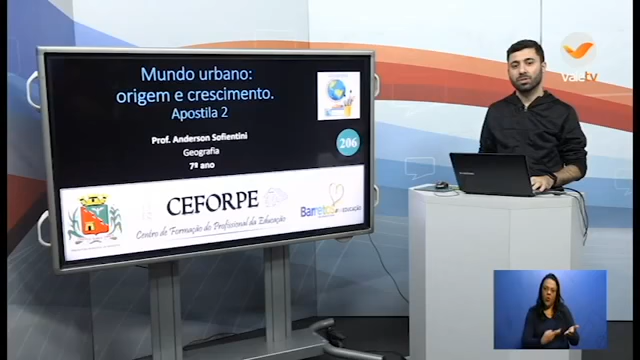 Mundo urbano:
origem e crescimento.
Apostila 2
Prof. Anderson Sofientini
Geografia
7º ano
206
CEFORPE
Centro de Formação do Profissional da Educação
Barretos
EDUCAÇÃO
vale tv